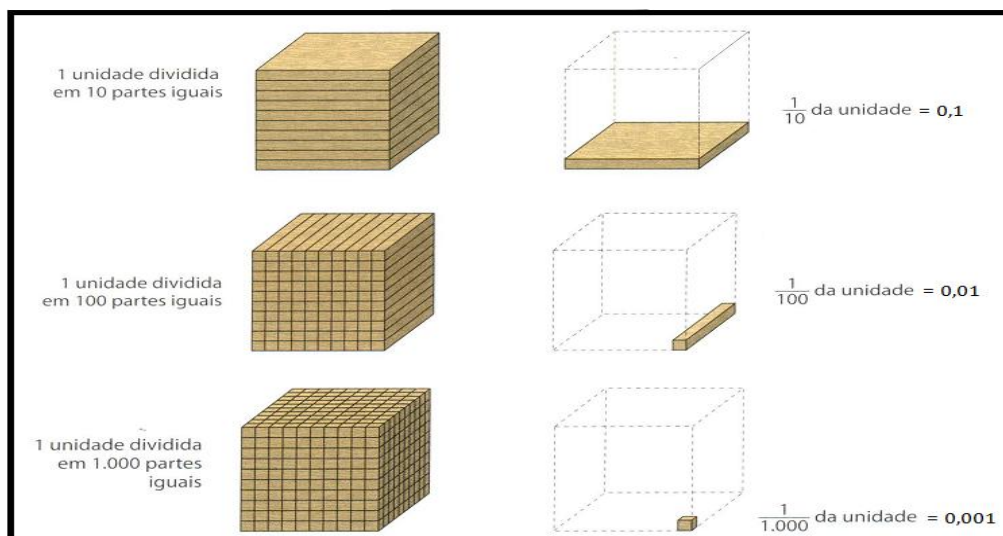 1 unidade dividida
em 10 partes iguais
1/10 da unidade = 0,1
1 unidade dividida
em 100 partes iguais
1/100 da unidade = 0,01
1 unidade dividida
em 1.000 partes
iguais
1/1.000 da unidade = 0,001